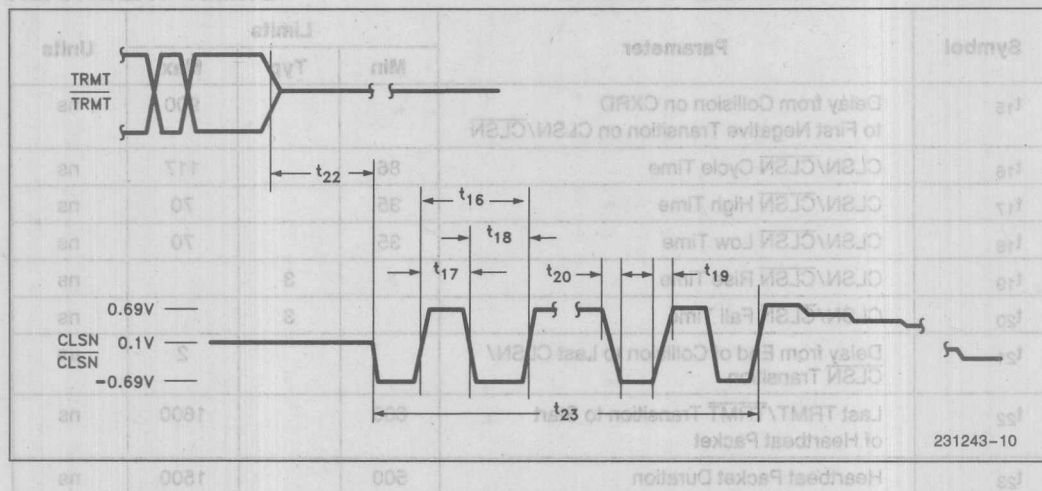 TRMT
TRMT
t22
t16
t18
t17
t20
t19
0.69V
CLSN
0.1V
CLSN
-0.69V
t23
231243-10
Symbol
Parameter
Limits
Units
Min
Typ
t15
Delay from Collision on CXRD
to First Negative Transition on CLSN/CLSN
t16
CLSN/CLSN Cycle Time
86
117
ns
t17
CLSN/CLSN High Time
35
70
ns
t18
CLSN/CLSN Low Time
35
70
ns
t19
CLSN/CLSN Rise Time
3
ns
t20
CLSN/CLSN Fall Time
3
ns
Delay from End of Collision to Last CLSN/
CLSN Transition
2
t22
Last TRMT/TRMT Transition to Start
of Heartbeat Packet
1600
ns
t23
Heartbeat Packet Duration
500
1500
ns